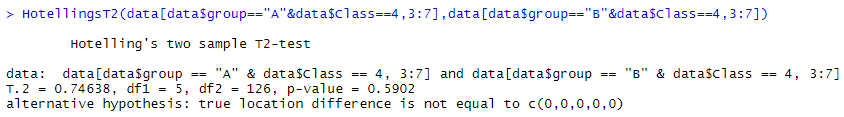 > HotellingsT2(data[data$group=="A"&data$Class==4,3:7],data[data$group=="B"&data$Class==4,3:7])
Hotelling's two sample T2-test
data:  data[data$group == "A" & data$Class == 4, 3:7] and data[data$group == "B" & data$Class == 4, 3:7]
T.2 = 0.74638, df1 = 5, df2 = 126, p-value = 0.5902
alternative hypothesis: true location difference is not equal to c(0,0,0,0,0)